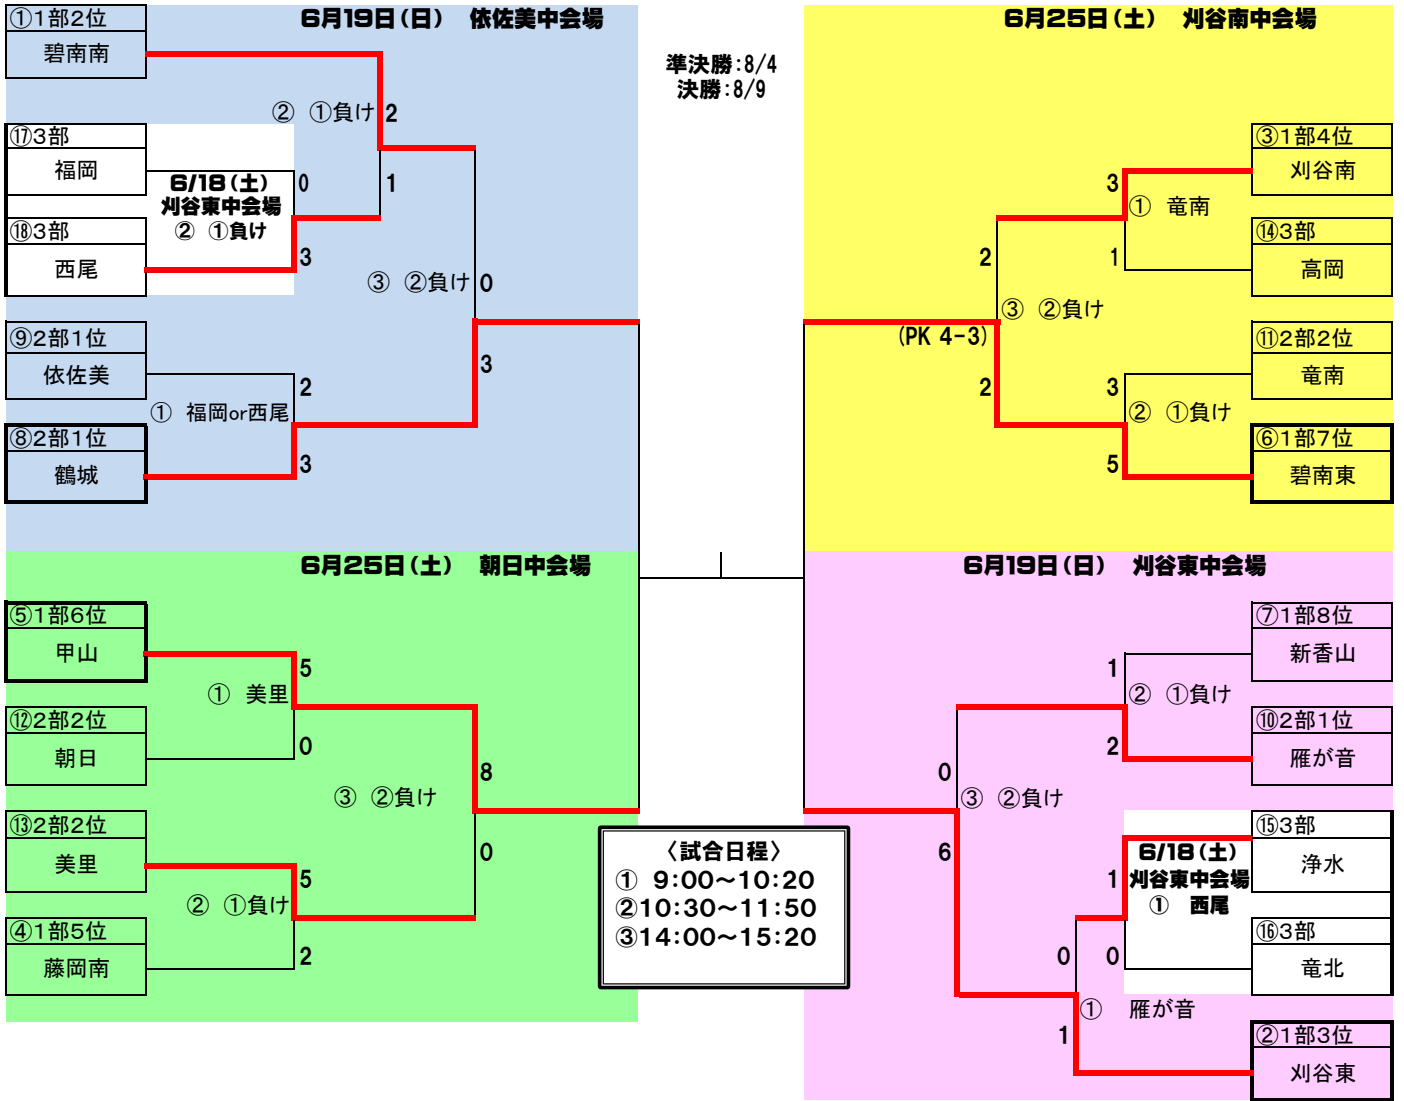 6月19日(日)　依佐美中会場
①1部2位
碧南南
②　①負け
2
1
⑰3部
福岡
6/18(土)
刈谷東中会場
②　①負け
0
3
⑱3部
西尾
③　②負け
0
3
⑨2部1位
依佐美
①　福岡or西尾
2
3
⑧2部1位
鶴城
準決勝:8/4
決勝:8/9
6月25日(土)　刈谷南中会場
③1部4位
刈谷南
3
①　竜南
1
⑭3部
高岡
2
③　②負け
(PK 4-3)
2
⑪2部2位
竜南
3
②　①負け
5
⑥1部7位
碧南東
6月25日(土)　朝日中会場
⑤1部6位
甲山
5
①　美里
0
⑫2部2位
朝日
③　②負け
8
0
⑬2部2位
美里
5
②　①負け
2
④1部5位
藤岡南
〈試合日程〉
①　9:00～10:20
②10:30～11:50
③14:00～15:20
6月19日(日)　刈谷東中会場
⑦1部8位
新香山
1
②　①負け
2
⑩2部1位
雁が音
0
③　②負け
6
⑮3部
浄水
6/18(土)
刈谷東中会場
①　西尾
1
0
⑯3部
竜北
0
①　雁が音
1
②1部3位
刈谷東